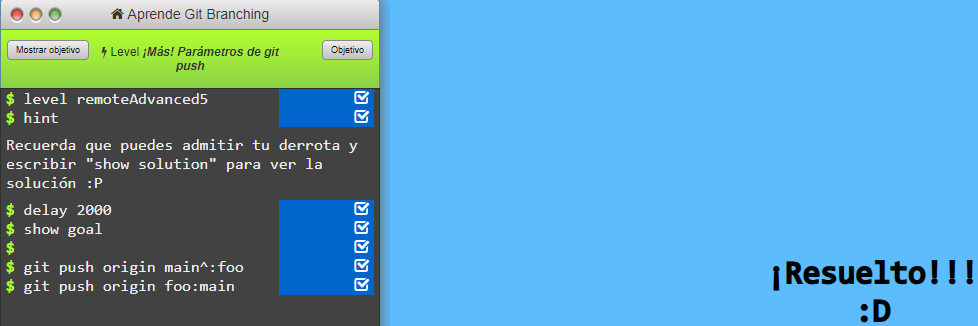 Aprende Git Branching
Mostrar objetivo
Level ¡Más! Parámetros de git
push
Objetivo
$ level remoteAdvanced5
$ hint
Recuerda que puedes admitir tu derrota y
escribir "show solution" para ver la
solución :P
$ delay 2000
$ show goal
$
$ git push origin main^:foo
$ git push origin foo:main
¡Resuelto!!!
:D